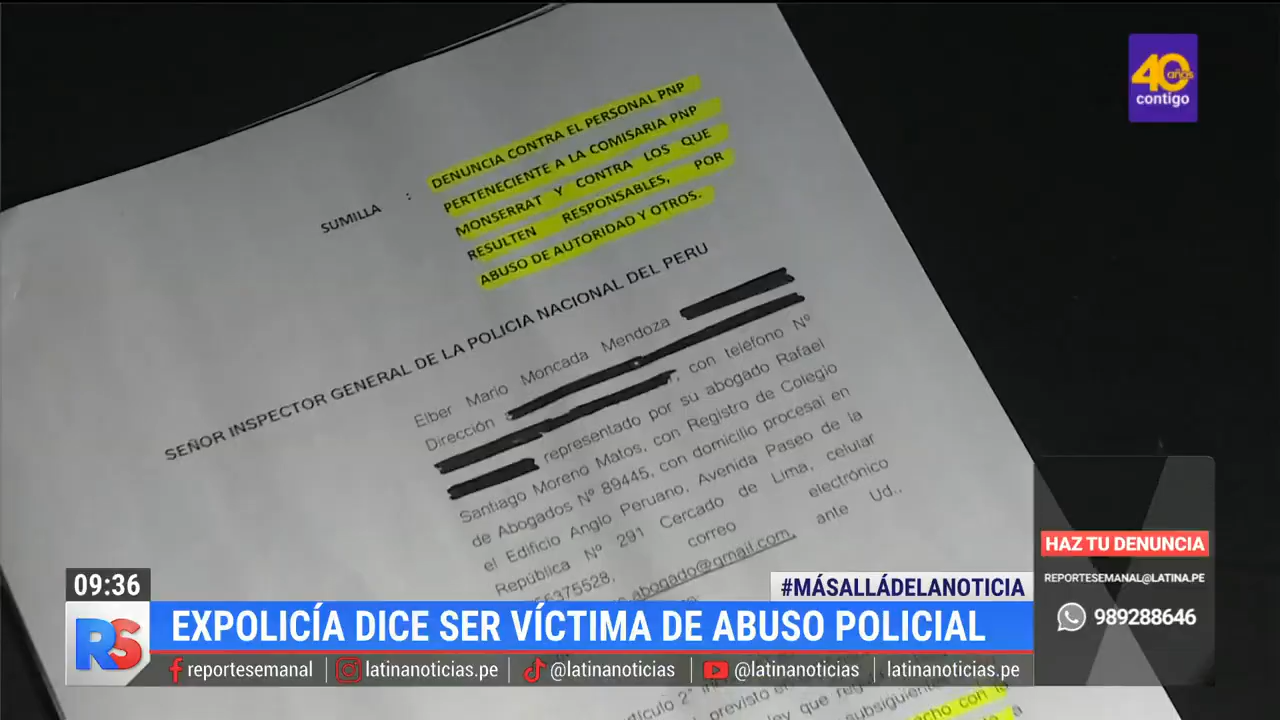 40
años
contigo
SUMILLA :
DENUNCIA CONTRA EL PERSONAL PNP
PERTENECIENTE A LA COMISARIA PNP
MONSERRAT Y CONTRA LOS QUE
RESULTEN RESPONSABLES, POR
ABUSO DE AUTORIDAD Y OTROS.
SEÑOR INSPECTOR GENERAL DE LA POLICIA NACIONAL DEL PERU
Elber Mario Moncada Mendoza
Dirección
, con teléfono Nº
representado por su abogado Rafael
Santiago Moreno Matos, con Registro de Colegio
de Abogados Nº 89445, con domicilio procesal en
el Edificio Anglo Peruano, Avenida Paseo de la
República Nº 291 Cercado de Lima, celular
correo electrónico
abogado@gmail.com, ante Ud..
HAZ TU DENUNCIA
REPORTESEMANAL@LATINA.PE
989288646
09:36
#MÁSALLÁDELANOTICIA
RS
EXPOLICÍA DICE SER VÍCTIMA DE ABUSO POLICIAL
reportesemanal
latinanoticias.pe
@latinanoticias
@latinanoticias
latinanoticias.pe